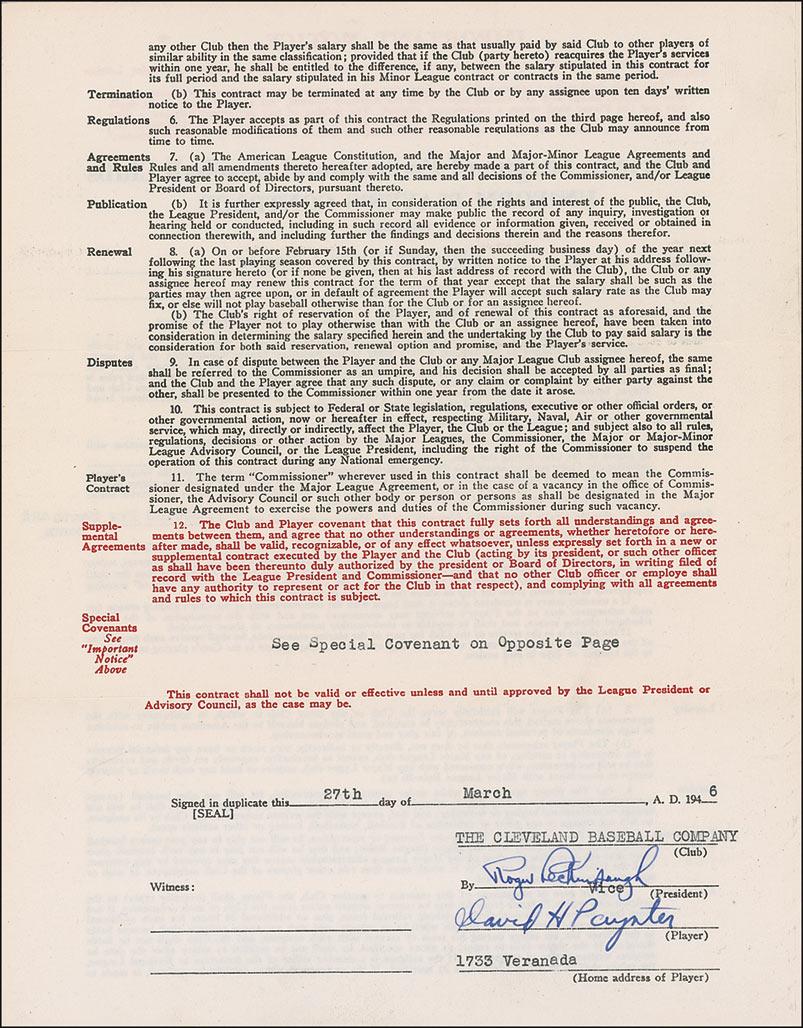 any other Club then the Player's salary shall be the same as that usually paid by said Club to other players of
similar ability in the same classification; provided that if the Club (party hereto) reacquires the Player's services
within one year, he shall be entitled to the difference, if any, between the salary stipulated in this contract for
its full period and the salary stipulated in his Minor League contract or contracts in the same period.
Termination (b) This contract may be terminated at any time by the Club or by any assignee upon ten days' written
notice to the Player.
Regulations 6. The Player accepts as part of this contract the Regulations printed on the third page hereof, and also
such reasonable modifications of them and such other reasonable regulations as the Club may announce from
time to time.
Agreements 7. (a) The American League Constitution, and the Major and Major-Minor League Agreements and
and Rules Rules and all amendments thereto hereafter adopted, are hereby made a part of this contract, and the Club and
Player agree to accept, abide by and comply with the same and all decisions of the Commissioner, and/or League
President or Board of Directors, pursuant thereto.
Publication (b) It is further expressly agreed that, in consideration of the rights and interest of the public, the Club,
the League President, and/or the Commissioner may make public the record of any inquiry, investigation or
hearing held or conducted, including in such record all evidence or information given, received or obtained in
connection therewith, and including further the findings and decisions therein and the reasons therefor.
Renewal 8. (a) On or before February 15th (or if Sunday, then the succeeding business day) of the year next
following the last playing season covered by this contract, by written notice to the Player at his address follow-
ing his signature hereto (or if none be given, then at his last address of record with the Club), the Club or any
assignee hereof may renew this contract for the term of that year except that the salary shall be such as the
parties may then agree upon, or in default of agreement the Player will accept such salary rate as the Club may
fix, or else will not play baseball otherwise than for the Club or for an assignee hereof.
(b) The Club's right of reservation of the Player, and of renewal of this contract as aforesaid, and the
promise of the Player not to play otherwise than with the Club or an assignee hereof, have been taken into
consideration in determining the salary specified herein and the undertaking by the Club to pay said salary is the
consideration for both said reservation, renewal option and promise, and the Player's service.
Disputes 9. In case of dispute between the Player and the Club or any Major League Club assignee hereof, the same
shall be referred to the Commissioner as an umpire, and his decision shall be accepted by all parties as final;
and the Club and the Player agree that any such dispute, or any claim or complaint by either party against the
other, shall be presented to the Commissioner within one year from the date it arose.
10. This contract is subject to Federal or State legislation, regulations, executive or other official orders, or
other governmental action, now or hereafter in effect, respecting Military, Naval, Air or other governmental
service, which may, directly or indirectly, affect the Player, the Club or the League; and subject also to all rules,
regulations, decisions or other action by the Major Leagues, the Commissioner, the Major or Major-Minor
League Advisory Council, or the League President, including the right of the Commissioner to suspend the
operation of this contract during any National emergency.
Player's 11. The term "Commissioner" wherever used in this contract shall be deemed to mean the Commis-
Contract sioner designated under the Major League Agreement, or in the case of a vacancy in the office of Commis-
sioner, the Advisory Council or such other body or person or persons as shall be designated in the Major
League Agreement to exercise the powers and duties of the Commissioner during such vacancy.
Supple- 12. The Club and Player covenant that this contract fully sets forth all understandings and agree-
mental ments between them, and agree that no other understandings or agreements, whether heretofore or here-
Agreements after made, shall be valid, recognizable, or of any effect whatsoever, unless expressly set forth in a new or
supplemental contract executed by the Player and the Club (acting by its president, or such other officer
as shall have been thereunto duly authorized by the president or Board of Directors, in writing filed of
record with the League President and Commissioner—and that no other Club officer or employe shall
have any authority to represent or act for the Club in that respect), and complying with all agreements
and rules to which this contract is subject.
Special
Covenants
See
"Important
Notice"
Above
See Special Covenant on Opposite Page
This contract shall not be valid or effective unless and until approved by the League President or
Advisory Council, as the case may be.
Signed in duplicate this 27th day of March, A. D. 194 6
[SEAL]
THE CLEVELAND BASEBALL COMPANY
(Club)
Witness:
By Roger Peckinpaugh
Vice (President)
David H Paynter
(Player)
1733 Veranada
(Home address of Player)